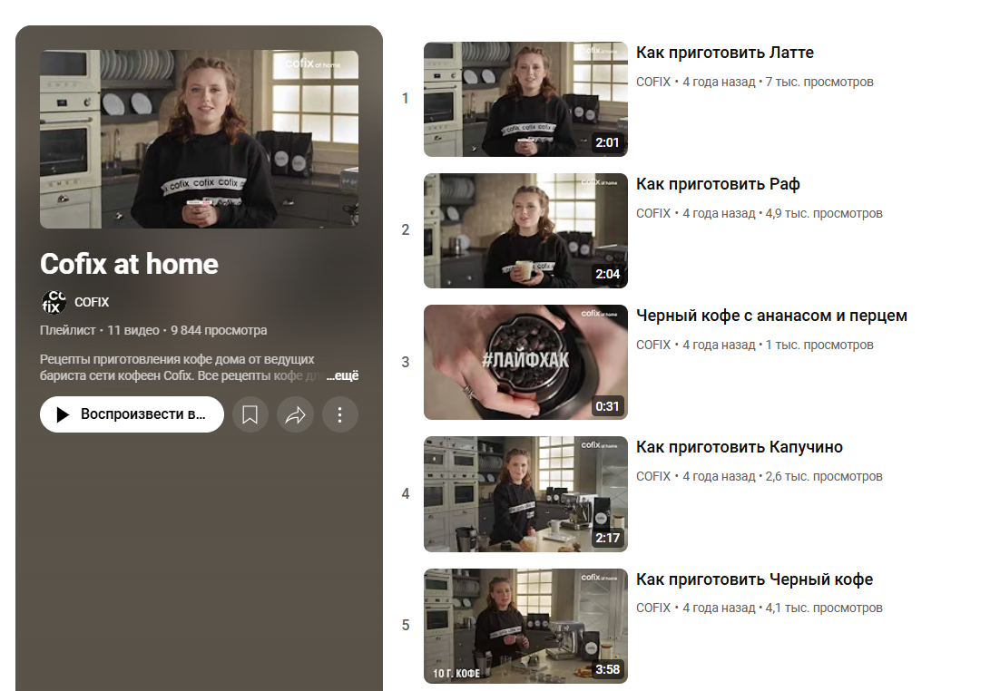 cofix at home
cofix cofix cofix
Cofix at home
Co
fix
COFIX
Плейлист • 11 видео • 9 844 просмотра
Рецепты приготовления кофе дома от ведущих
бариста сети кофеен Cofix. Все рецепты кофе для ...ещё
Воспроизвести в...
1
cofix at home
cofix cofix
2:01
Как приготовить Латте
COFIX • 4 года назад • 7 тыс. просмотров
2
cofix at home
2:04
Как приготовить Раф
COFIX • 4 года назад • 4,9 тыс. просмотров
3
cofix at home
#ЛАЙФХАК
0:31
Черный кофе с ананасом и перцем
COFIX • 4 года назад • 1 тыс. просмотров
4
cofix at home
2:17
Как приготовить Капучино
COFIX • 4 года назад • 2,6 тыс. просмотров
5
cofix at home
10 Г. КОФЕ
3:58
Как приготовить Черный кофе
COFIX • 4 года назад • 4,1 тыс. просмотров